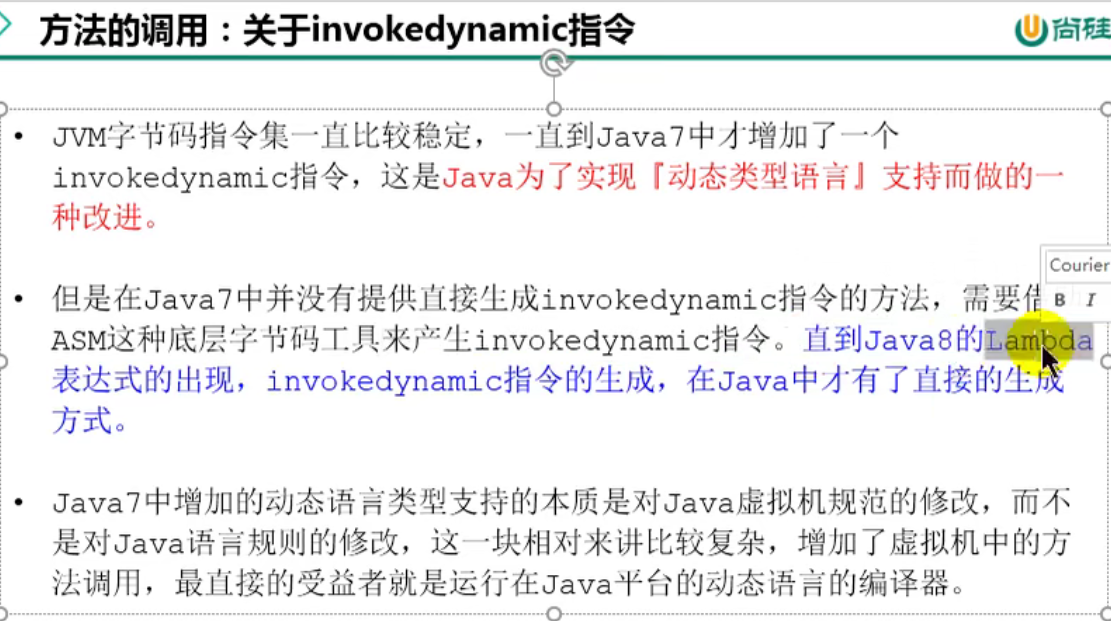 方法的调用：关于invokedynamic指令
尚硅
• JVM字节码指令集一直比较稳定，一直到Java7中才增加了一个
invokedynamic指令，这是Java为了实现『动态类型语言』支持而做的一
种改进。
Courier
B I
• 但是在Java7中并没有提供直接生成invokedynamic指令的方法，需要借
ASM这种底层字节码工具来产生invokedynamic指令。直到Java8的Lambda
表达式的出现，invokedynamic指令的生成，在Java中才有了直接的生成
方式。
• Java7中增加的动态语言类型支持的本质是对Java虚拟机规范的修改，而不
是对Java语言规则的修改，这一块相对来讲比较复杂，增加了虚拟机中的方
法调用，最直接的受益者就是运行在Java平台的动态语言的编译器。